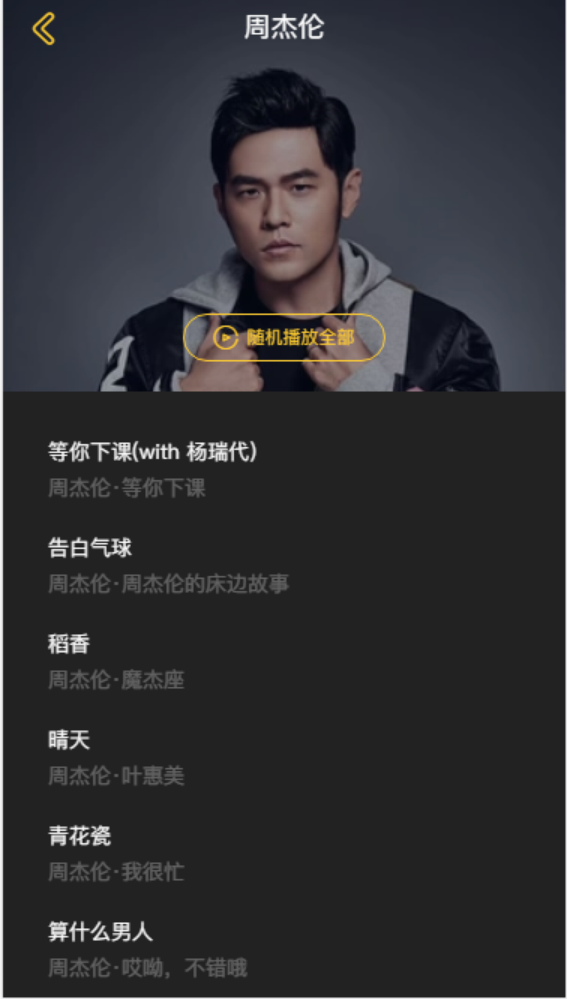 周杰伦
随机播放全部
等你下课(with 杨瑞代)
周杰伦·等你下课
告白气球
周杰伦·周杰伦的床边故事
稻香
周杰伦·魔杰座
晴天
周杰伦·叶惠美
青花瓷
周杰伦·我很忙
算什么男人
周杰伦·哎呦，不错哦